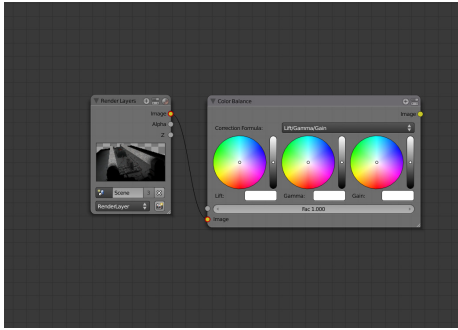 Render Layers
Image
Alpha
Z
Scene
RenderLayer
Color Balance
Image
Correction Formula:
Lift/Gamma/Gain
Lift:
Gamma:
Gain:
Fac 1.000
Image